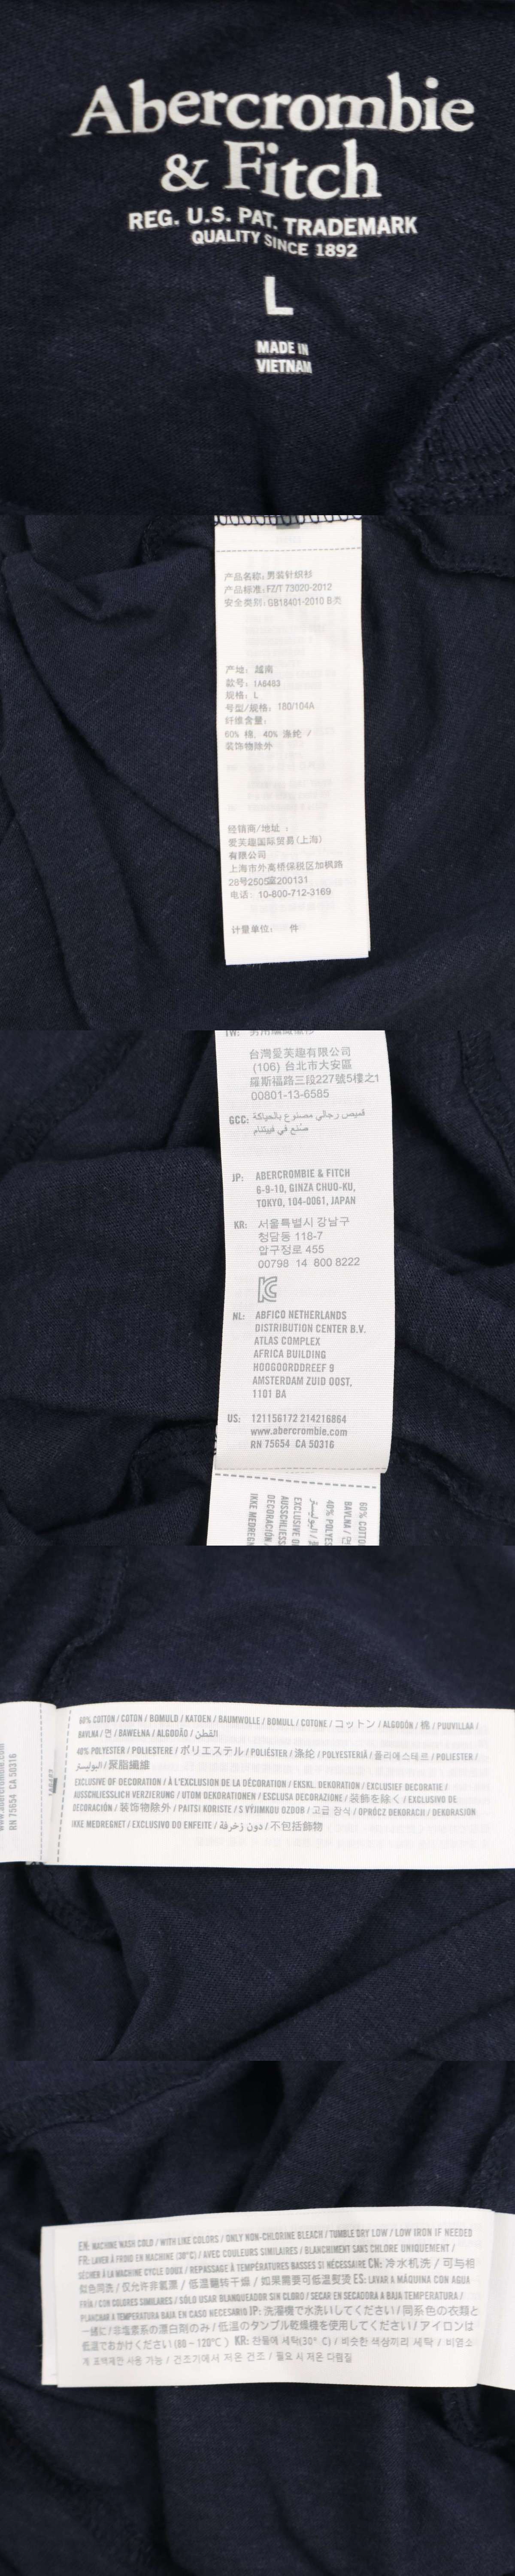 Abercrombie
& Fitch
REG. U.S. PAT. TRADEMARK
QUALITY SINCE 1892
L
MADE IN
VIETNAM
产品名称: 男装针织衫
产品标准: FZ/T 73020-2012
安全类别: GB18401-2010 B类
产地: 越南
款号: 1A6483
规格: L
号型/规格: 180/104A
纤维含量:
60% 棉, 40% 涤纶 /
装饰物除外
经销商/地址 :
爱芙趣国际贸易(上海)
有限公司
上海市外高桥保税区加枫路
28号2505室200131
电话: 10-800-712-3169
计量单位: 件
台灣愛芙趣有限公司
(106) 台北市大安區
羅斯福路三段227號5樓之1
00801-13-6585
GCC: قميص رجالي مصنوع بالحياكة
صنع في فييتنام
JP: ABERCROMBIE & FITCH
6-9-10, GINZA CHUO-KU,
TOKYO, 104-0061, JAPAN
KR: 서울특별시 강남구
청담동 118-7
압구정로 455
00798 14 800 8222
NL: ABFICO NETHERLANDS
DISTRIBUTION CENTER B.V.
ATLAS COMPLEX
AFRICA BUILDING
HOOGOORDDREEF 9
AMSTERDAM ZUID OOST,
1101 BA
US: 121156172 214216864
www.abercrombie.com
RN 75654 CA 50316
60% COTTO
BAVLNA / 면
40% POLYES
EXCLUSIVE O
AUSSCHLIESS
DECORACIÓN
IKKE MEDREGN
RN 75654 CA 50316
60% COTTON / COTON / BOMULD / KATOEN / BAUMWOLLE / BOMULL / COTONE / コットン / ALGODÓN / 棉 / PUUVILLAA /
BAVLNA / 면 / BAWEŁNA / ALGODÃO / القطن
40% POLYESTER / POLIESTERE / ポリエステル / POLIÉSTER / 涤纶 / POLYESTERIÄ / 폴리에스테르 / POLIESTER /
البوليستر / 聚脂纖維
EXCLUSIVE OF DECORATION / À L'EXCLUSION DE LA DÉCORATION / EKSKL. DEKORATION / EXCLUSIEF DECORATIE /
AUSSCHLIESSLICH VERZIERUNG / UTOM DEKORATIONEN / ESCLUSA DECORAZIONE / 装飾を除く / EXCLUSIVO DE
DECORACIÓN / 装饰物除外 / PAITSI KORISTE / S VÝJIMKOU OZDOB / 고급 장식 / OPRÓCZ DEKORACJI / DEKORASJON
IKKE MEDREGNET / EXCLUSIVO DO ENFEITE / دون زخرفة / 不包括飾物
EN: MACHINE WASH COLD / WITH LIKE COLORS / ONLY NON-CHLORINE BLEACH / TUMBLE DRY LOW / LOW IRON IF NEEDED
FR: LAVER À FROID EN MACHINE (30°C) / AVEC COULEURS SIMILAIRES / BLANCHIMENT SANS CHLORE UNIQUEMENT /
SÉCHER À LA MACHINE CYCLE DOUX / REPASSAGE À TEMPÉRATURES BASSES SI NÉCESSAIRE CN: 冷水机洗 / 可与相
似色同洗 / 仅允许非氯漂 / 低温翻转干燥 / 如果需要可低温熨烫 ES: LAVAR A MÁQUINA CON AGUA
FRÍA / CON COLORES SIMILARES / SÓLO USAR BLANQUEADOR SIN CLORO / SECAR EN SECADORA A BAJA TEMPERATURA /
PLANCHAR A TEMPERATURA BAJA EN CASO NECESARIO JP: 洗濯機で水洗いしてください / 同系色の衣類と
一緒に / 非塩素系の漂白剤のみ / 低温のタンブル乾燥機を使用してください / アイロンは
低温でおかけください (80 ~ 120°C ) KR: 찬물에 세탁(30° C) / 비슷한 색상끼리 세탁 / 비염소
계 표백제만 사용 가능 / 건조기에서 저온 건조 / 필요 시 저온 다림질